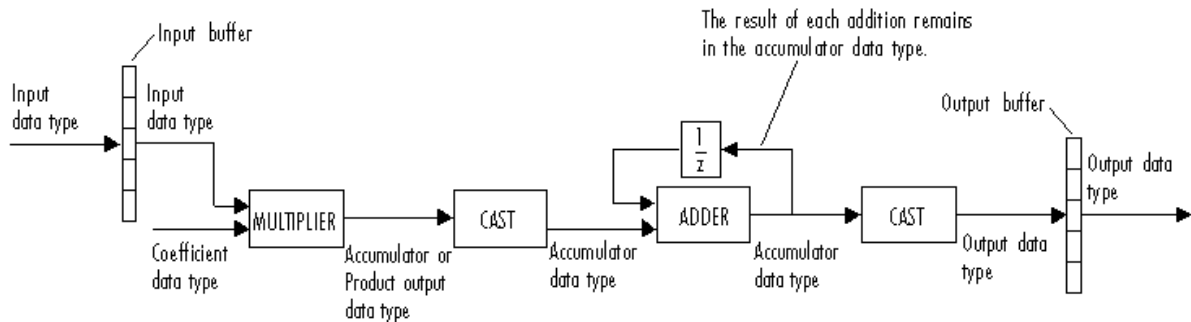 Input buffer
Input
data type
Input
data type
Coefficient
data type
MULTIPLIER
Accumulator or
Product output
data type
CAST
Accumulator
data type
The result of each addition remains
in the accumulator data type.
1
z
ADDER
Accumulator
data type
CAST
Output data
type
Output buffer
Output data
type